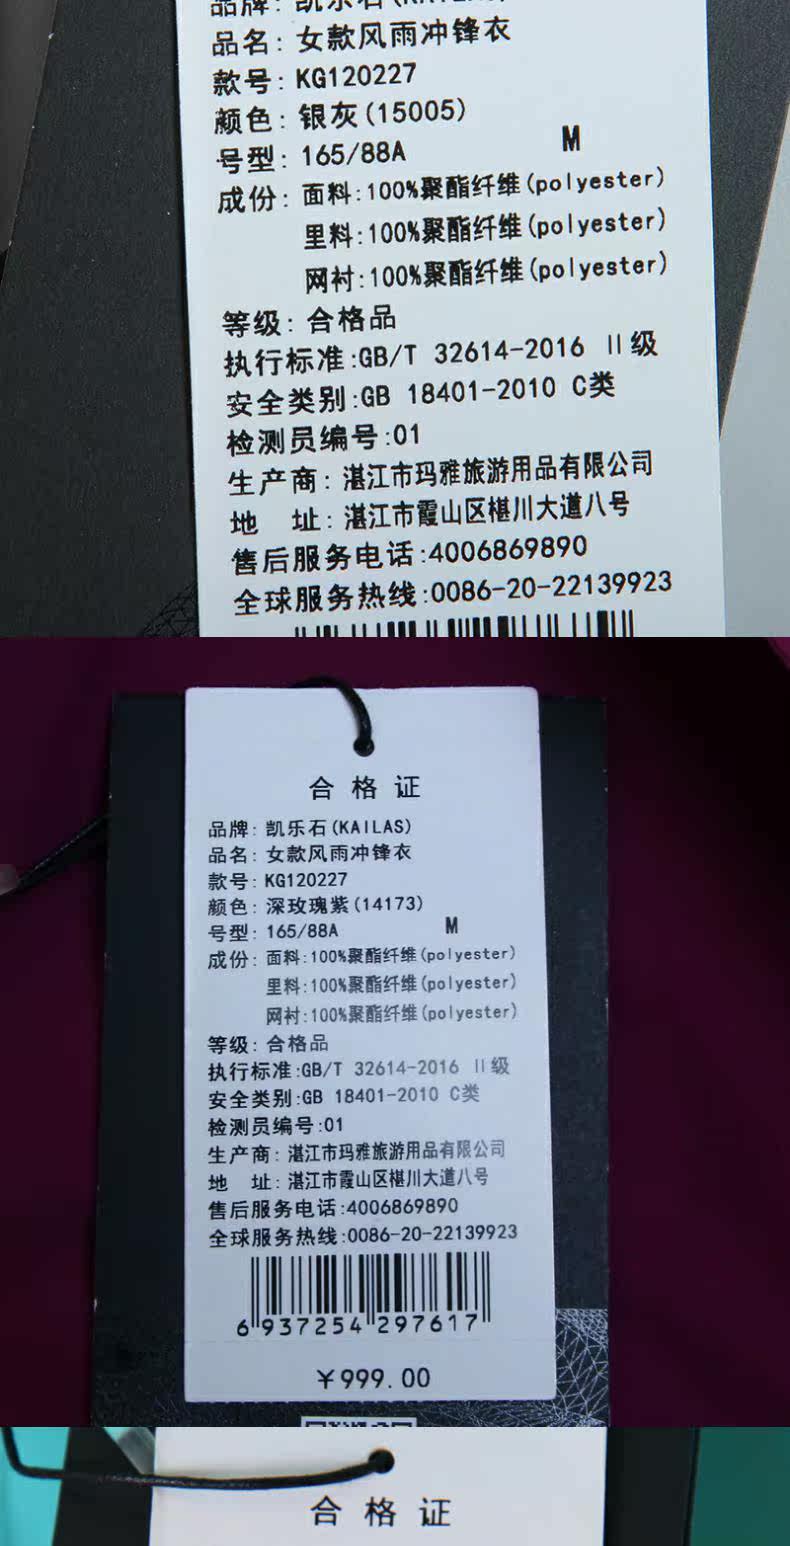 品牌: 凯乐石(KAILAS)
品名: 女款风雨冲锋衣
款号: KG120227
颜色: 银灰(15005)
号型: 165/88A M
成份: 面料:100%聚酯纤维(polyester)
里料:100%聚酯纤维(polyester)
网衬:100%聚酯纤维(polyester)
等级: 合格品
执行标准:GB/T 32614-2016 II级
安全类别:GB 18401-2010 C类
检测员编号:01
生产商: 湛江市玛雅旅游用品有限公司
地 址: 湛江市霞山区椹川大道八号
售后服务电话:4006869890
全球服务热线:0086-20-22139923
合格证
品牌: 凯乐石(KAILAS)
品名: 女款风雨冲锋衣
款号: KG120227
颜色: 深玫瑰紫(14173)
号型: 165/88A M
成份: 面料:100%聚酯纤维(polyester)
里料:100%聚酯纤维(polyester)
网衬:100%聚酯纤维(polyester)
等级: 合格品
执行标准:GB/T 32614-2016 II级
安全类别:GB 18401-2010 C类
检测员编号:01
生产商: 湛江市玛雅旅游用品有限公司
地 址: 湛江市霞山区椹川大道八号
售后服务电话:4006869890
全球服务热线:0086-20-22139923
6 937254 297617
¥999.00
合格证